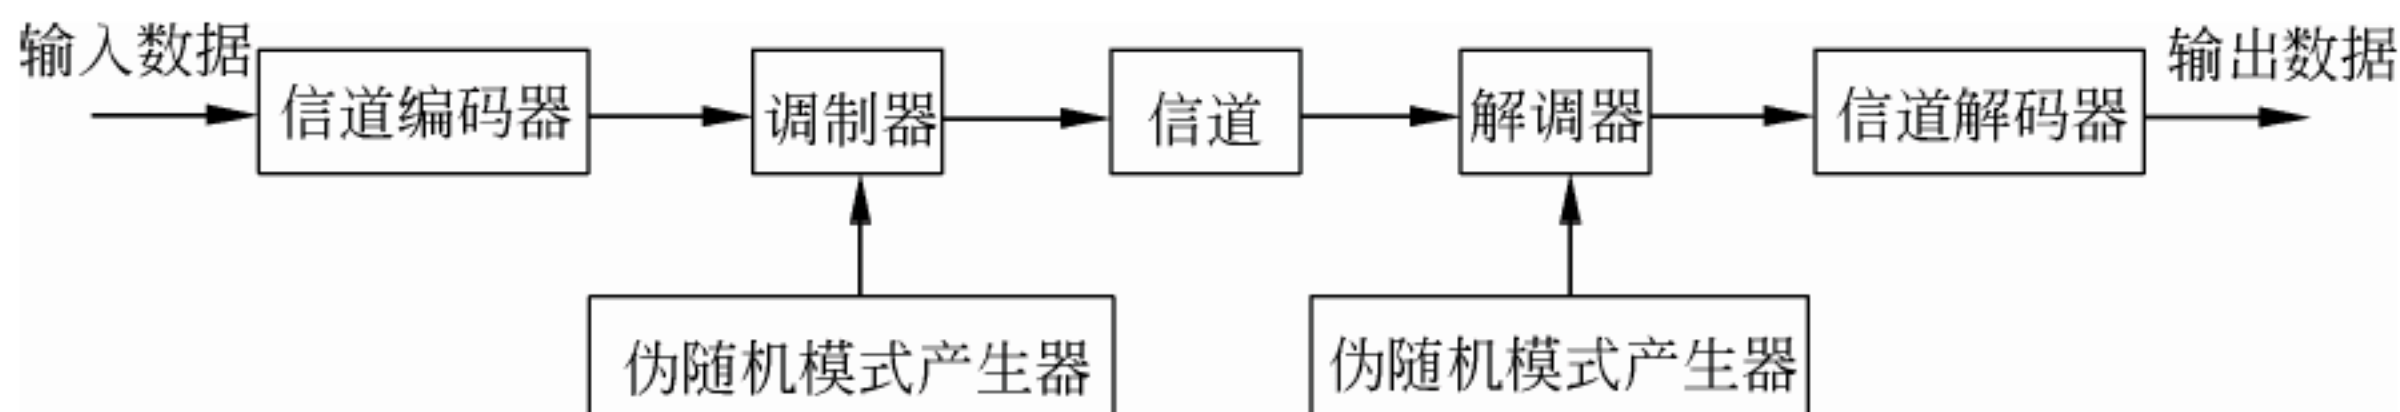 输入数据
信道编码器
调制器
信道
解调器
信道解码器
输出数据
伪随机模式产生器
伪随机模式产生器